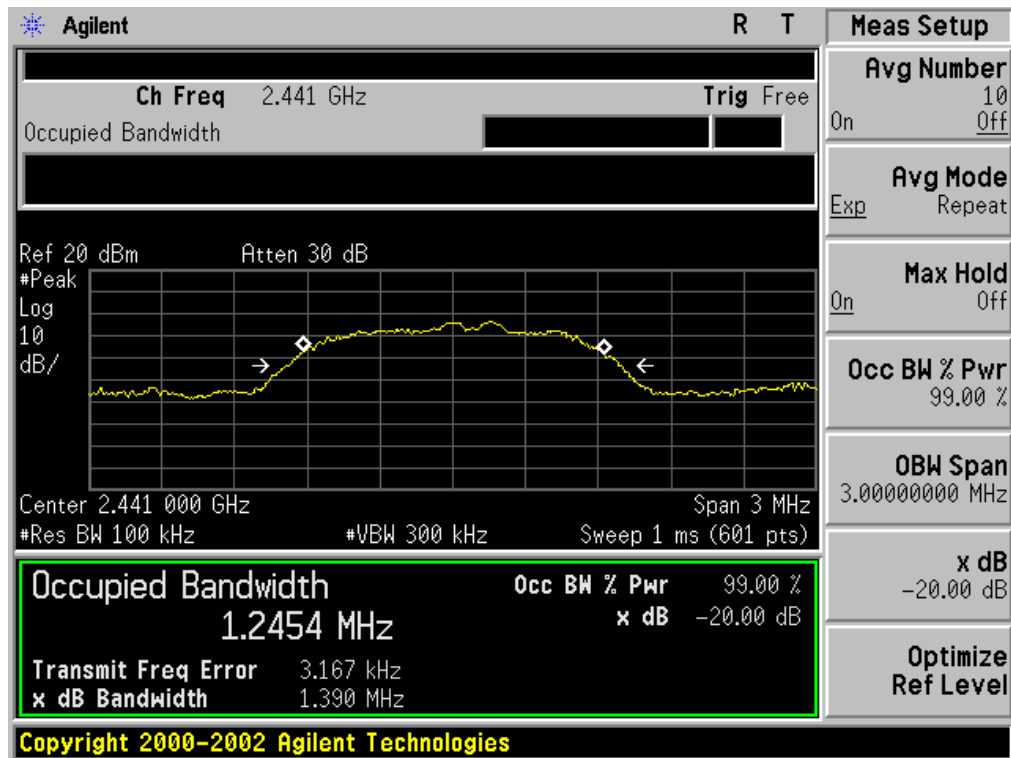 Agilent R T
Ch Freq 2.441 GHz Trig Free
Occupied Bandwidth
Ref 20 dBm Atten 30 dB
#Peak
Log
10
dB/
Center 2.441 000 GHz Span 3 MHz
#Res BW 100 kHz #VBW 300 kHz Sweep 1 ms (601 pts)
Occupied Bandwidth Occ BW % Pwr 99.00 %
1.2454 MHz x dB -20.00 dB
Transmit Freq Error 3.167 kHz
x dB Bandwidth 1.390 MHz
Copyright 2000-2002 Agilent Technologies
Meas Setup
Avg Number
10
On Off
Avg Mode
Exp Repeat
Max Hold
On Off
Occ BW % Pwr
99.00 %
OBW Span
3.00000000 MHz
x dB
-20.00 dB
Optimize
Ref Level